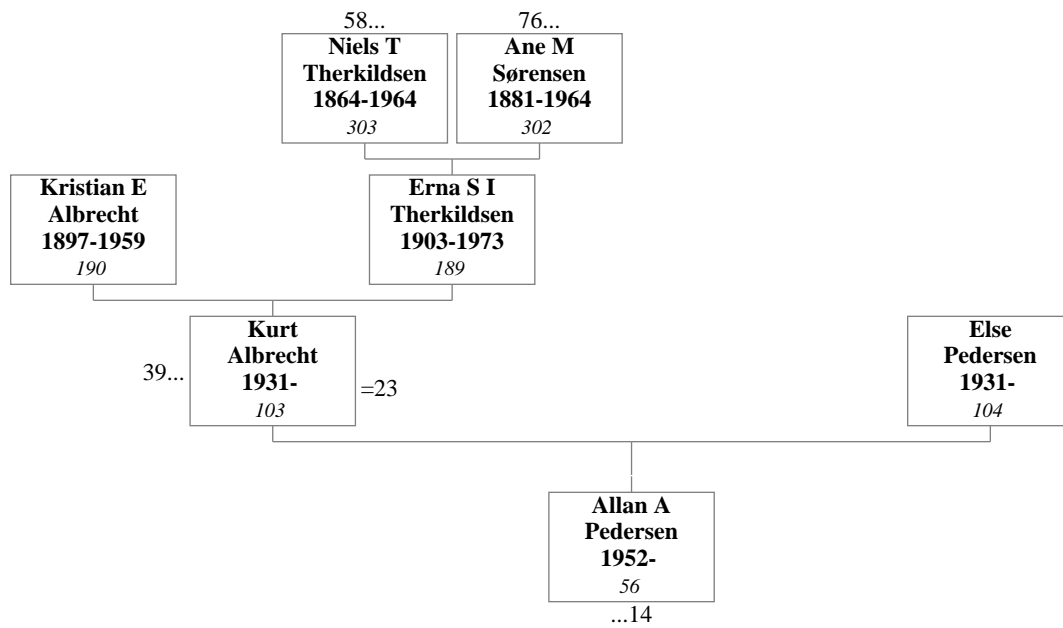 58...
Niels T
Therkildsen
1864-1964
303
76...
Ane M
Sørensen
1881-1964
302
Kristian E
Albrecht
1897-1959
190
Erna S I
Therkildsen
1903-1973
189
39...
Kurt
Albrecht
1931-
103
=23
Else
Pedersen
1931-
104
Allan A
Pedersen
1952-
56
...14